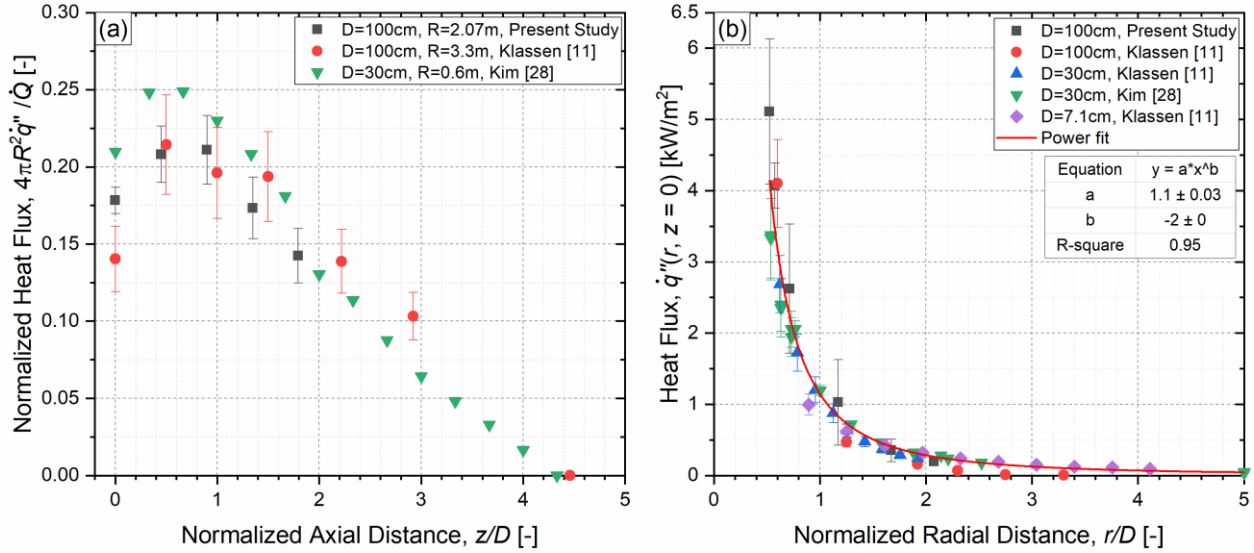 (a)
D=100cm, R=2.07m, Present Study
D=100cm, R=3.3m, Klassen [11]
D=30cm, R=0.6m, Kim [28]
Normalized Heat Flux, 4πR²q̇"/Q̇ [-]
0.30
0.25
0.20
0.15
0.10
0.05
0.00
0
1
2
3
4
5
Normalized Axial Distance, z/D [-]
(b)
D=100cm, Present Study
D=100cm, Klassen [11]
D=30cm, Klassen [11]
D=30cm, Kim [28]
D=7.1cm, Klassen [11]
Power fit
Equation y = a*x^b
a 1.1 ± 0.03
b -2 ± 0
R-square 0.95
Heat Flux, q̇"(r, z = 0) [kW/m²]
6.5
6
5
4
3
2
1
0.0
0
1
2
3
4
5
Normalized Radial Distance, r/D [-]